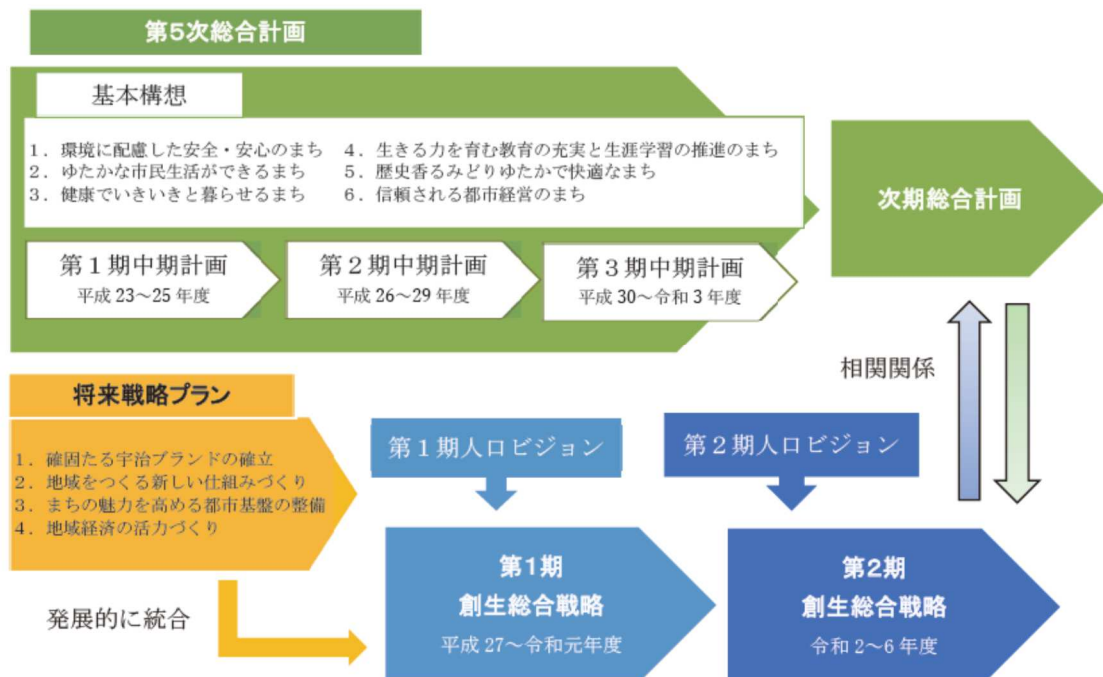 第5次総合計画
基本構想
1．環境に配慮した安全・安心のまち
2．ゆたかな市民生活ができるまち
3．健康でいきいきと暮らせるまち
4．生きる力を育む教育の充実と生涯学習の推進のまち
5．歴史香るみどりゆたかで快適なまち
6．信頼される都市経営のまち
第1期中期計画
平成 23～25 年度
第2期中期計画
平成 26～29 年度
第3期中期計画
平成 30～令和 3 年度
次期総合計画
相関関係
将来戦略プラン
1．確固たる宇治ブランドの確立
2．地域をつくる新しい仕組みづくり
3．まちの魅力を高める都市基盤の整備
4．地域経済の活力づくり
発展的に統合
第1期人口ビジョン
第2期人口ビジョン
第1期
創生総合戦略
平成 27～令和元年度
第2期
創生総合戦略
令和 2～6 年度